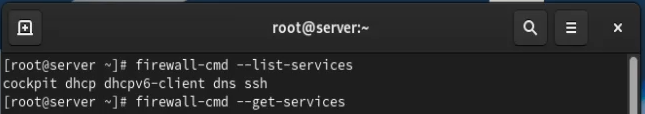 root@server:~
[root@server ~]# firewall-cmd --list-services
cockpit dhcp dhcpv6-client dns ssh
[root@server ~]# firewall-cmd --get-services